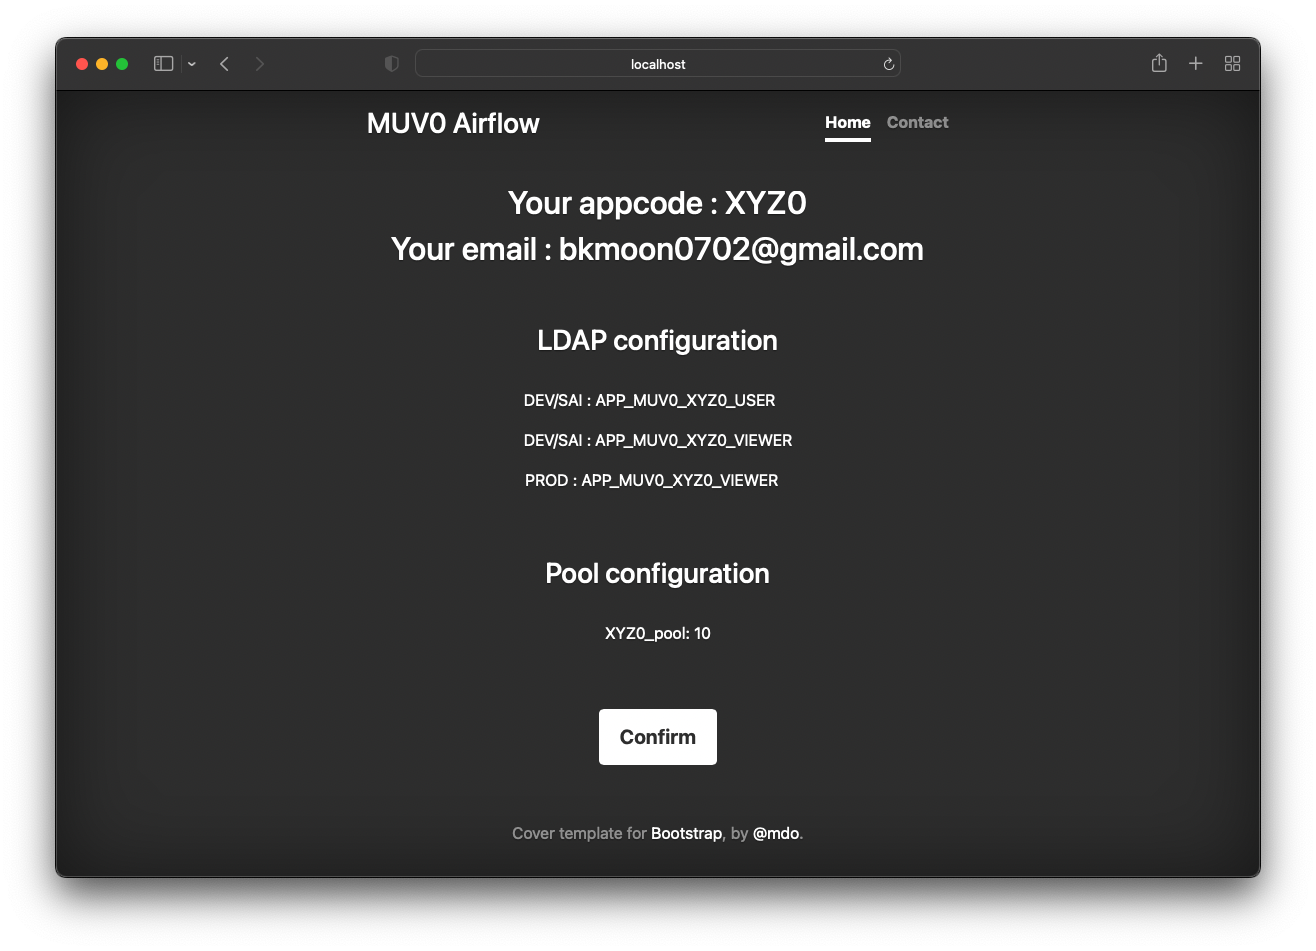 localhost
MUV0 Airflow
Home Contact
Your appcode : XYZ0
Your email : bkmoon0702@gmail.com
LDAP configuration
DEV/SAI : APP_MUV0_XYZ0_USER
DEV/SAI : APP_MUV0_XYZ0_VIEWER
PROD : APP_MUV0_XYZ0_VIEWER
Pool configuration
XYZ0_pool: 10
Confirm
Cover template for Bootstrap, by @mdo.